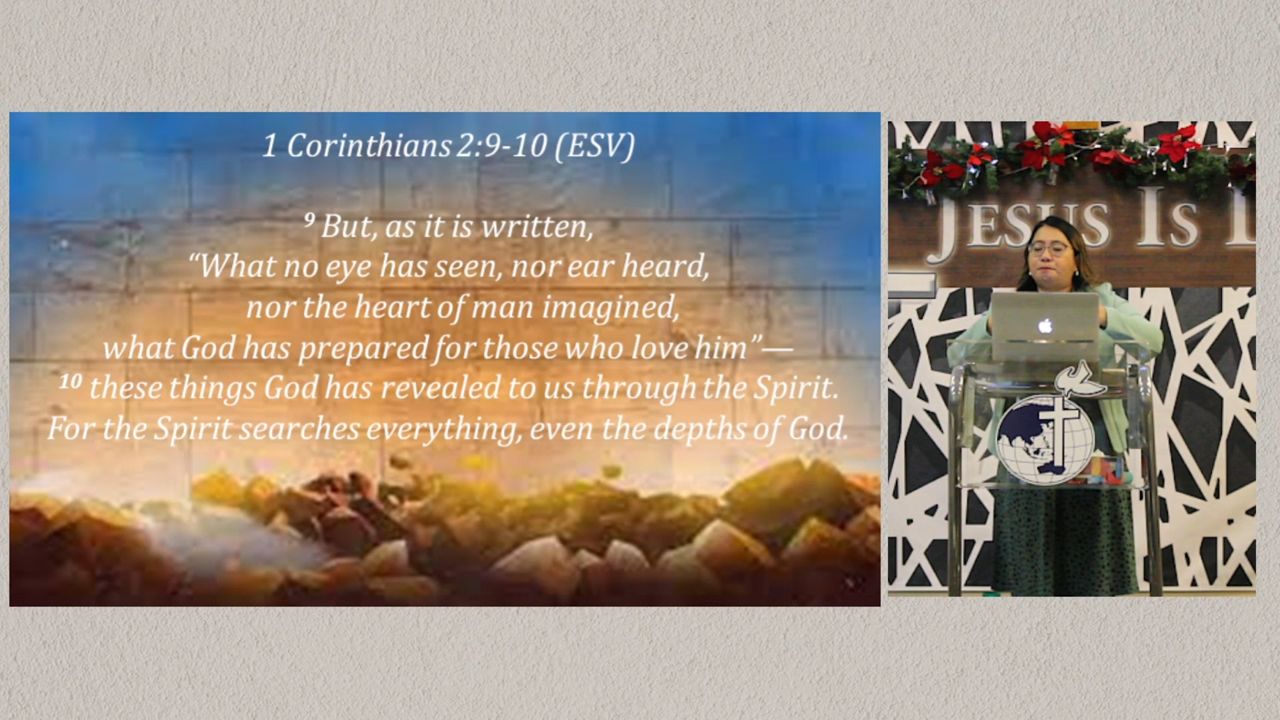 1 Corinthians 2:9-10 (ESV)
⁹ But, as it is written,
“What no eye has seen, nor ear heard,
nor the heart of man imagined,
what God has prepared for those who love him”—
¹⁰ these things God has revealed to us through the Spirit.
For the Spirit searches everything, even the depths of God.
JESUS IS L